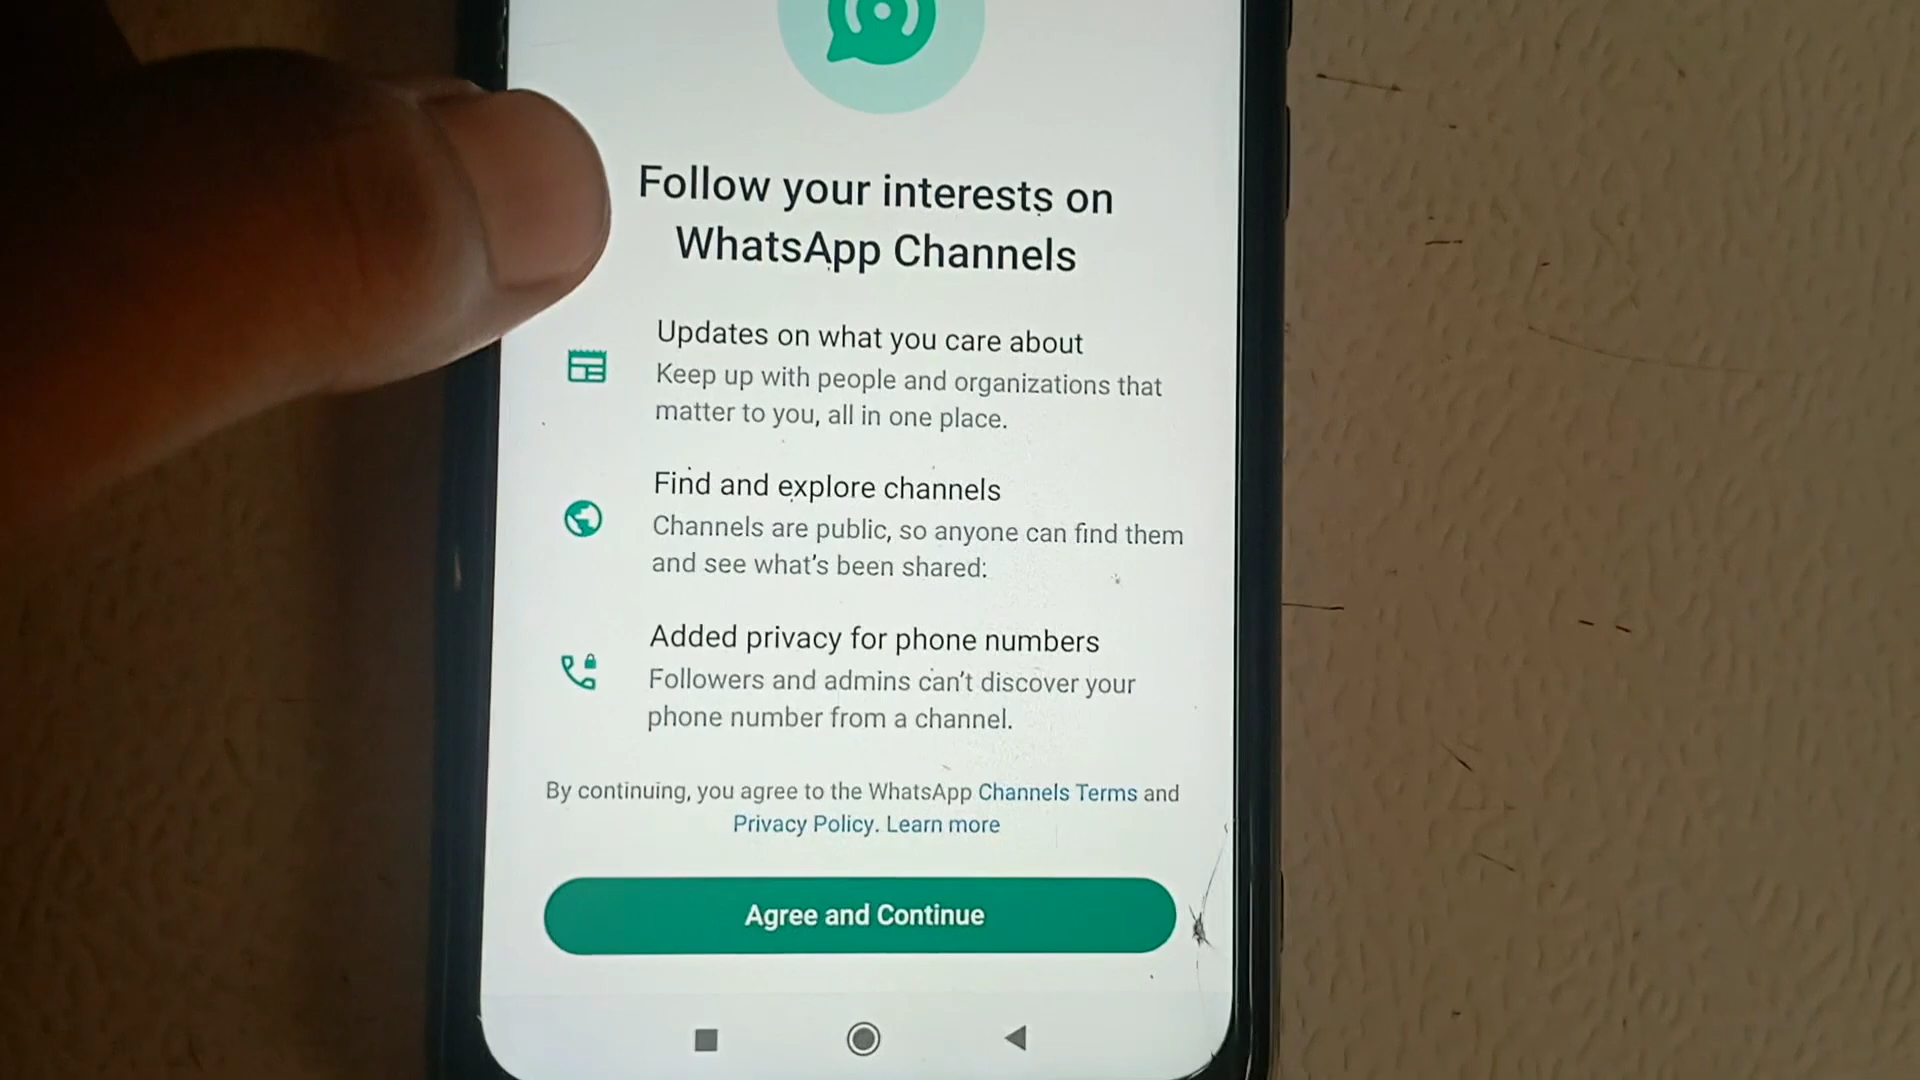 Follow your interests on
WhatsApp Channels
Updates on what you care about
Keep up with people and organizations that
matter to you, all in one place.
Find and explore channels
Channels are public, so anyone can find them
and see what's been shared.
Added privacy for phone numbers
Followers and admins can't discover your
phone number from a channel.
By continuing, you agree to the WhatsApp Channels Terms and
Privacy Policy. Learn more
Agree and Continue